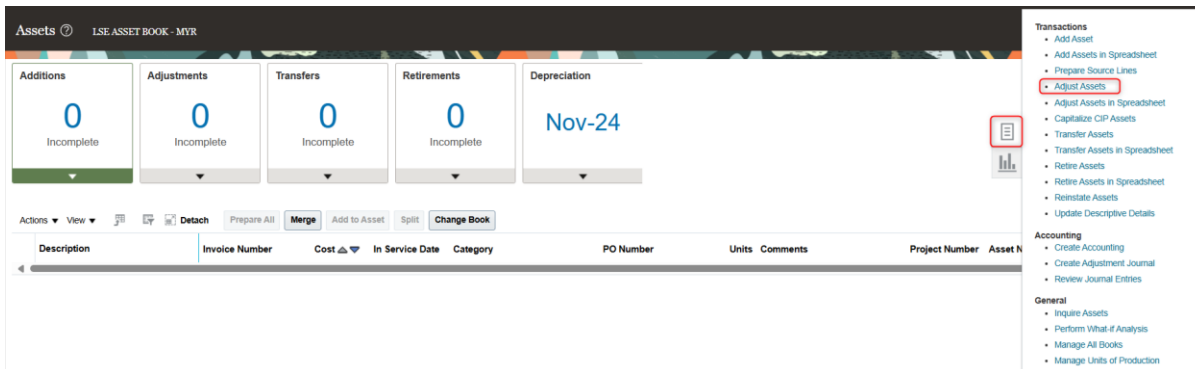 Assets ? LSE ASSET BOOK - MYR
Additions
0
Incomplete
Adjustments
0
Incomplete
Transfers
0
Incomplete
Retirements
0
Incomplete
Depreciation
Nov-24
Actions View Detach Prepare All Merge Add to Asset Split Change Book
Description Invoice Number Cost In Service Date Category PO Number Units Comments Project Number Asset N
Transactions
Add Asset
Add Assets in Spreadsheet
Prepare Source Lines
Adjust Assets
Adjust Assets in Spreadsheet
Capitalize CIP Assets
Transfer Assets
Transfer Assets in Spreadsheet
Retire Assets
Retire Assets in Spreadsheet
Reinstate Assets
Update Descriptive Details
Accounting
Create Accounting
Create Adjustment Journal
Review Journal Entries
General
Inquire Assets
Perform What-if Analysis
Manage All Books
Manage Units of Production